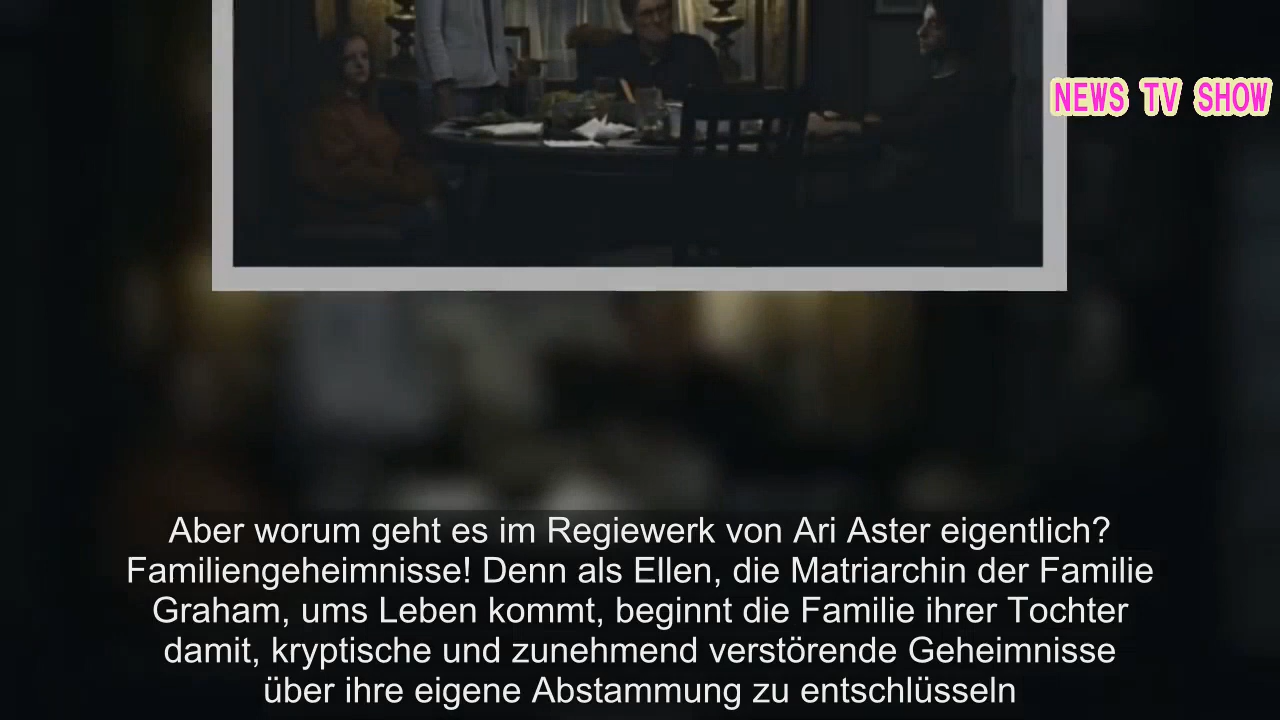 NEWS TV SHOW
Aber worum geht es im Regiewerk von Ari Aster eigentlich?
Familiengeheimnisse! Denn als Ellen, die Matriarchin der Familie
Graham, ums Leben kommt, beginnt die Familie ihrer Tochter
damit, kryptische und zunehmend verstörende Geheimnisse
über ihre eigene Abstammung zu entschlüsseln